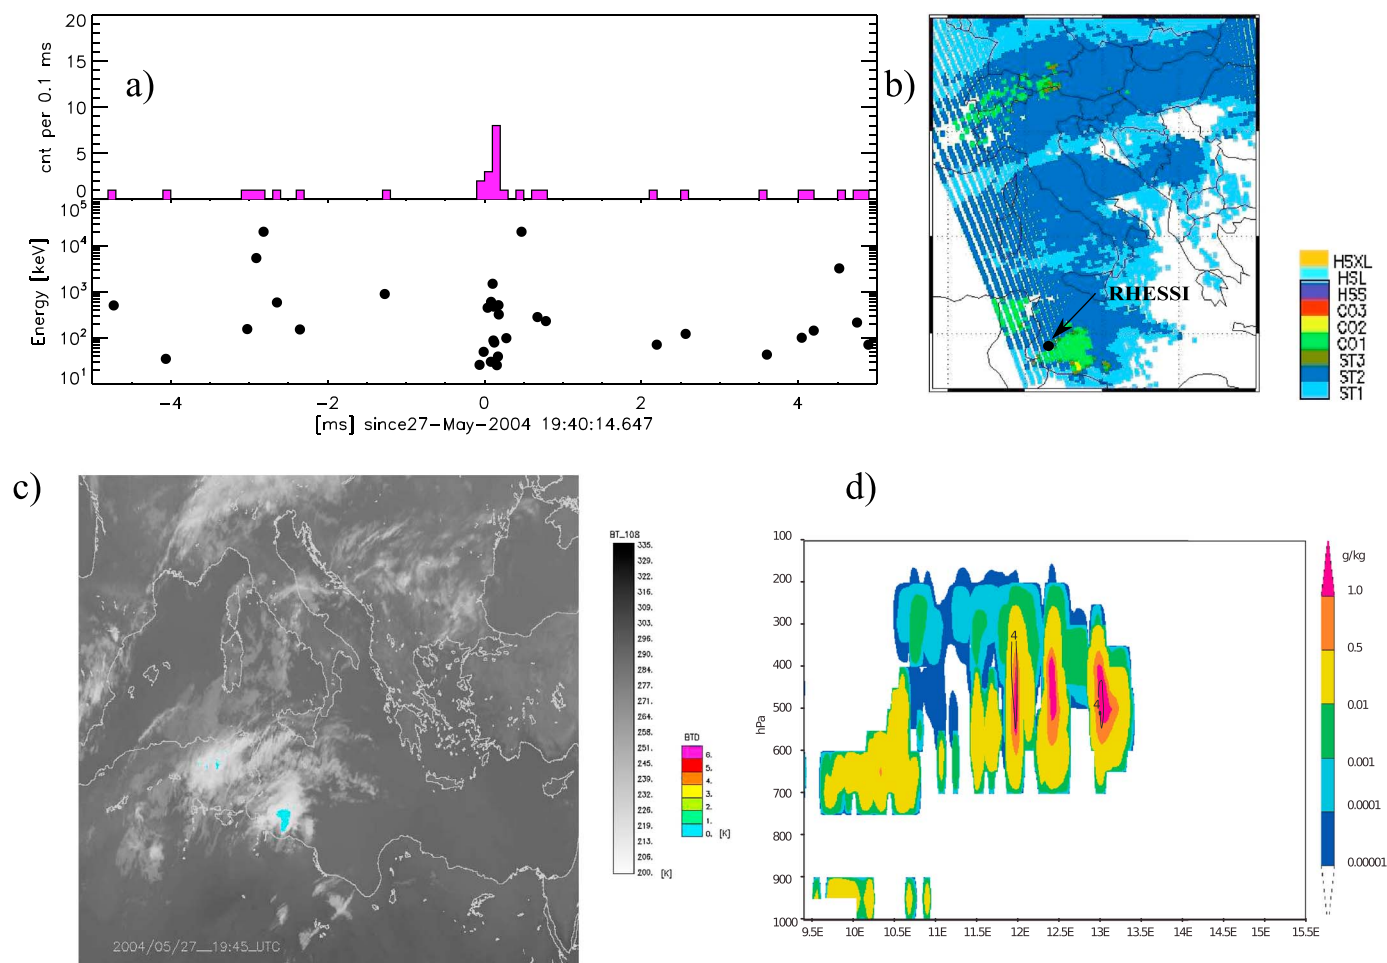 a)
cnt per 0.1 ms
20
15
10
5
0
Energy [keV]
10^5
10^4
10^3
10^2
10^1
-4
-2
0
2
4
[ms] since27-May-2004 19:40:14.647
b)
RHESSI
H5XL
HSL
HS5
CO3
CO2
CO1
ST3
ST2
ST1
c)
2004/05/27__19:45_UTC
BT_108
335.
329.
322.
316.
309.
303.
296.
290.
284.
277.
271.
264.
258.
251.
245.
239.
232.
226.
219.
213.
206.
200.
[K]
BTD
6.
5.
4.
3.
2.
1.
0.
[K]
d)
hPa
100
200
300
400
500
600
700
800
900
1000
9.5E
10E
10.5E
11E
11.5E
12E
12.5E
13E
13.5E
14E
14.5E
15E
15.5E
4
4
g/kg
1.0
0.5
0.01
0.001
0.0001
0.00001